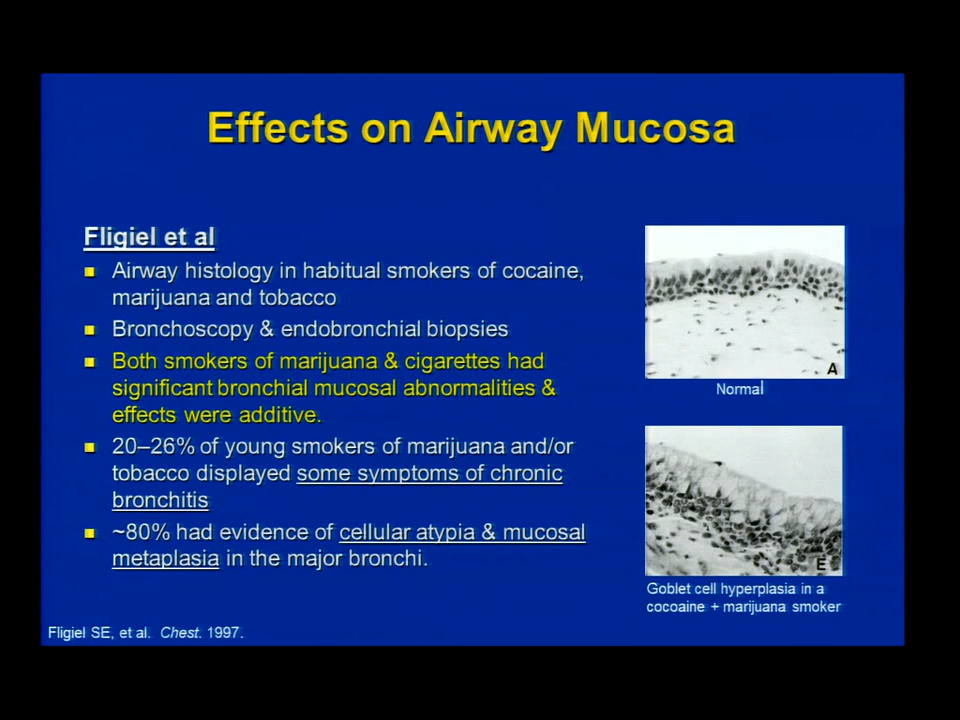 Effects on Airway Mucosa
Fligiel et al
Airway histology in habitual smokers of cocaine,
marijuana and tobacco
Bronchoscopy & endobronchial biopsies
Both smokers of marijuana & cigarettes had
significant bronchial mucosal abnormalities &
effects were additive.
20–26% of young smokers of marijuana and/or
tobacco displayed some symptoms of chronic
bronchitis
~80% had evidence of cellular atypia & mucosal
metaplasia in the major bronchi.
A
Normal
E
Goblet cell hyperplasia in a
cocoaine + marijuana smoker
Fligiel SE, et al. Chest. 1997.